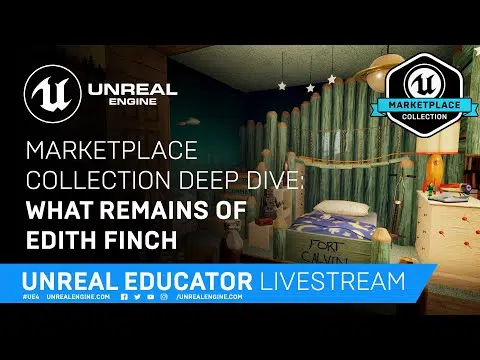 UNREAL
ENGINE
MARKETPLACE
COLLECTION
MARKETPLACE
COLLECTION DEEP DIVE:
WHAT REMAINS OF
EDITH FINCH
FORT
CALVIN
UNREAL EDUCATOR LIVESTREAM
#UE4 UNREALENGINE.COM /UNREALENGINE.COM